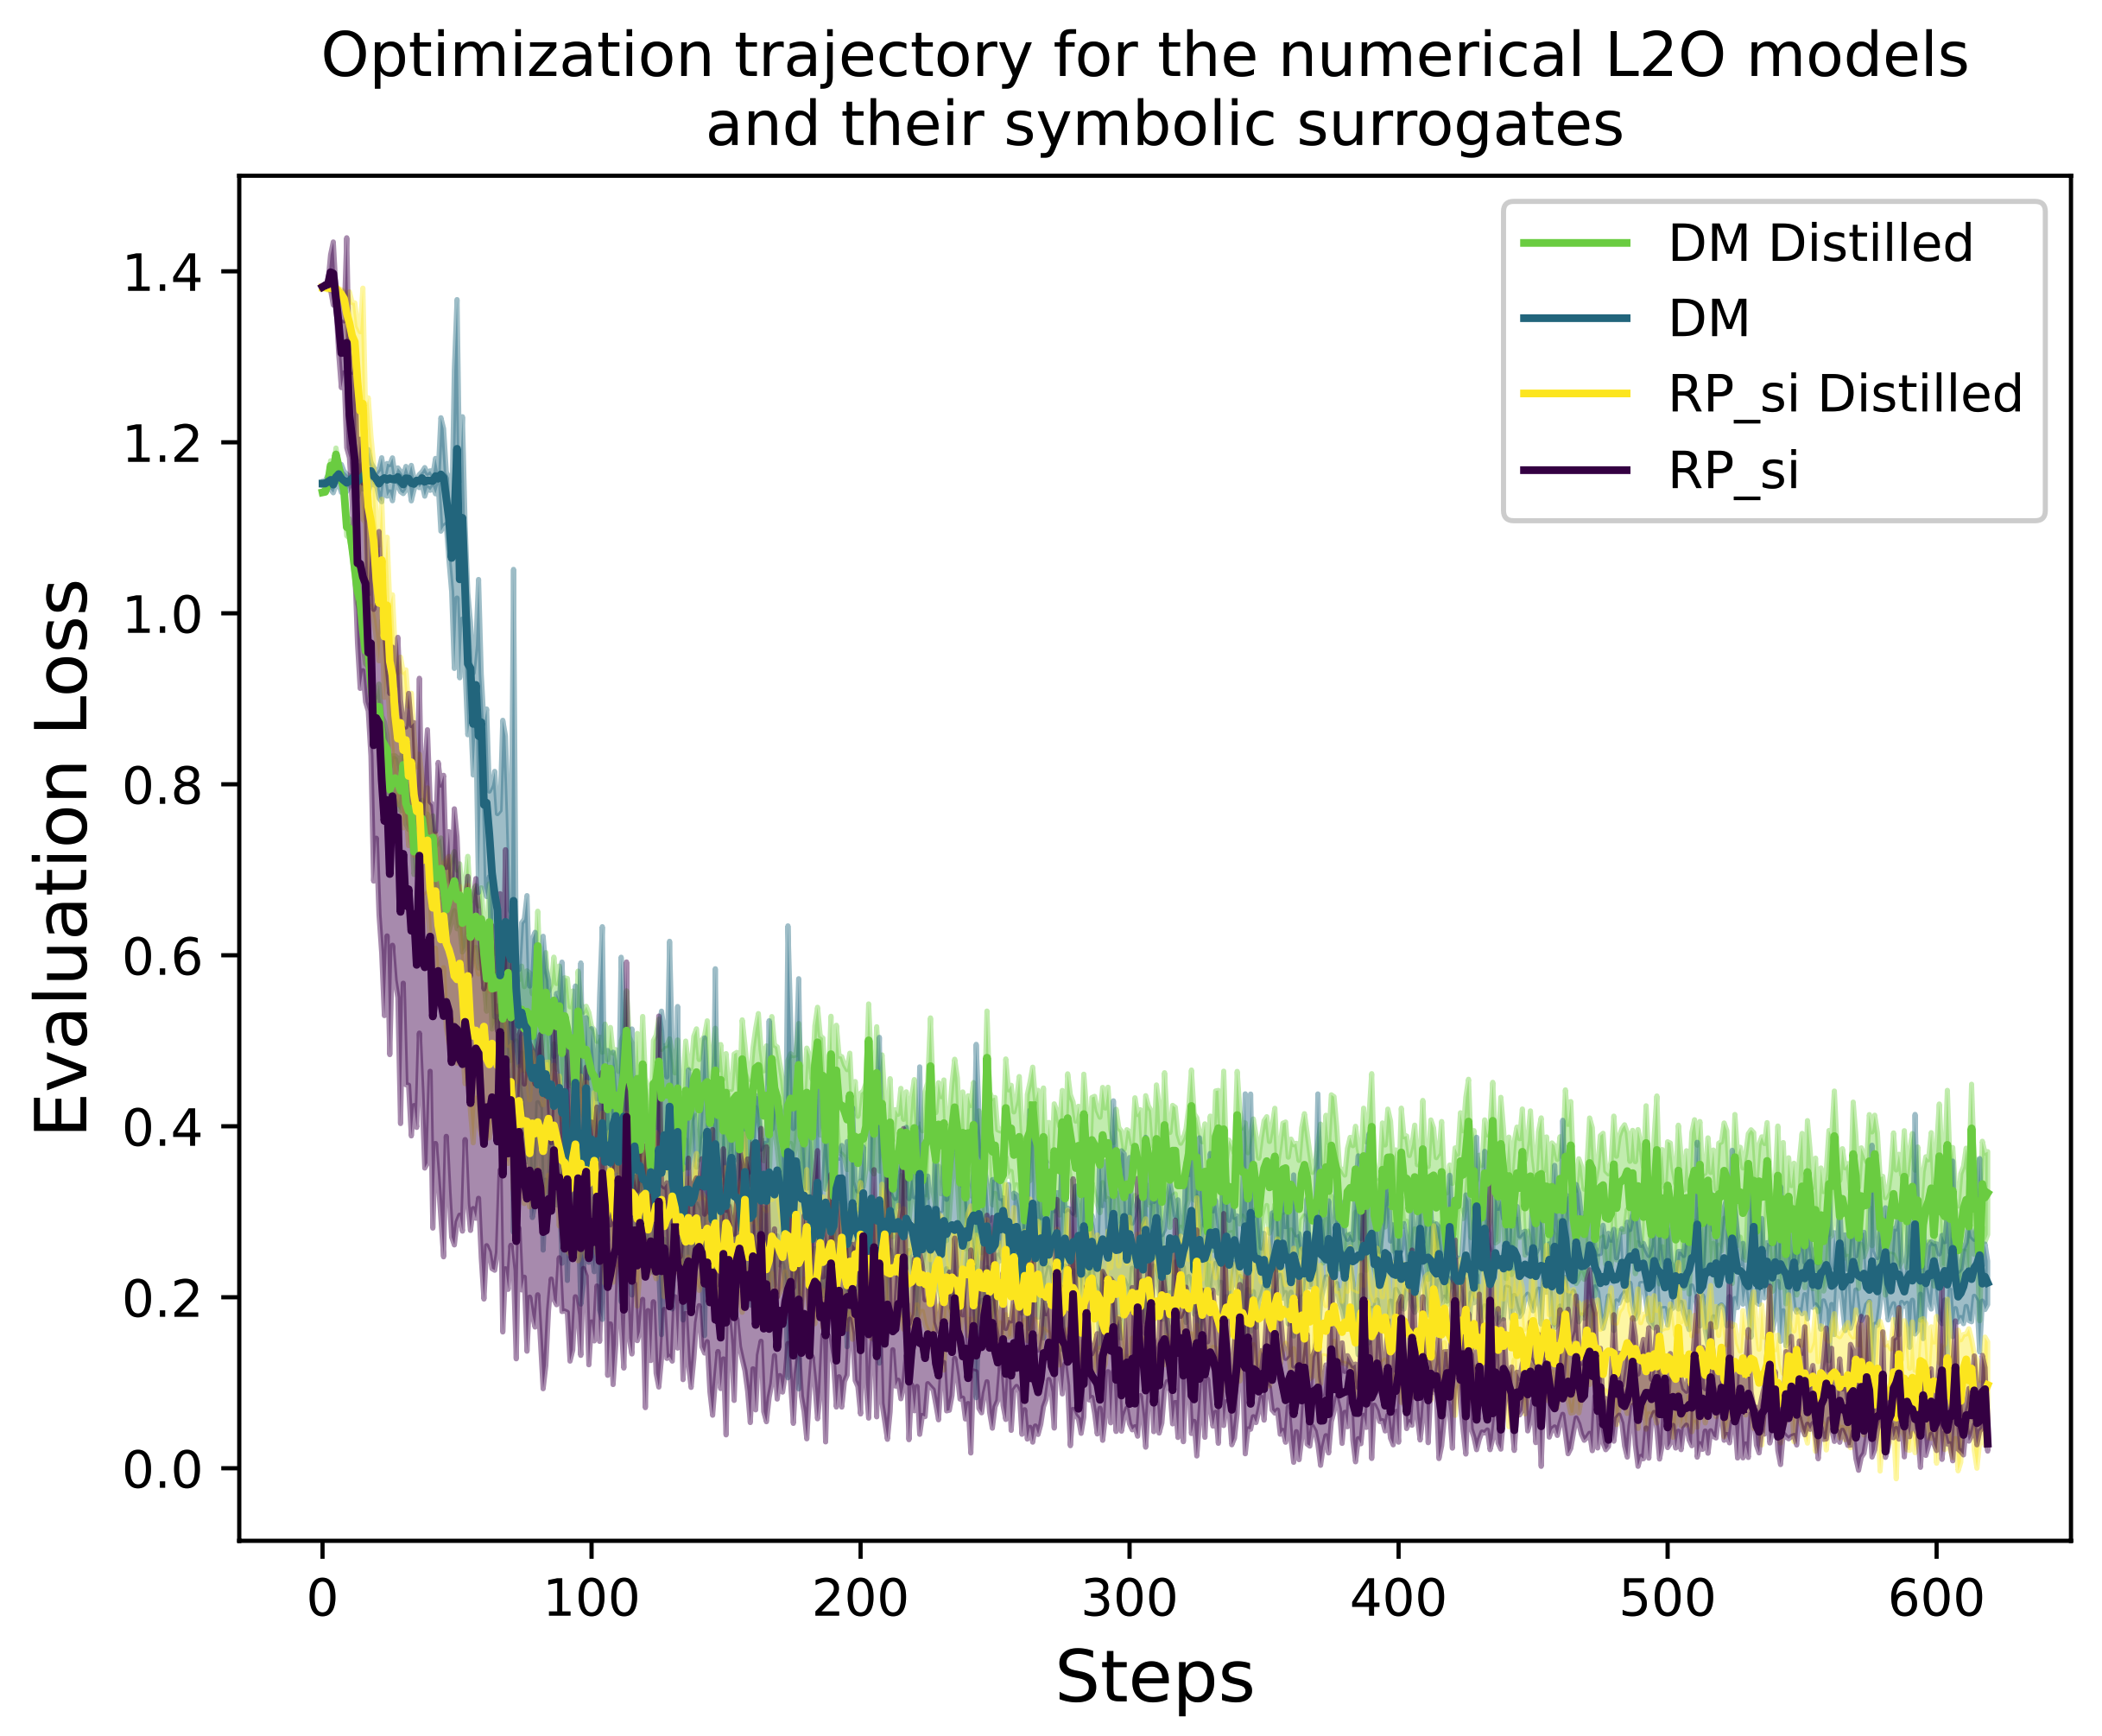 Optimization trajectory for the numerical L2O models
and their symbolic surrogates
DM Distilled
DM
RP_si Distilled
RP_si
Evaluation Loss
1.4
1.2
1.0
0.8
0.6
0.4
0.2
0.0
0 100 200 300 400 500 600
Steps